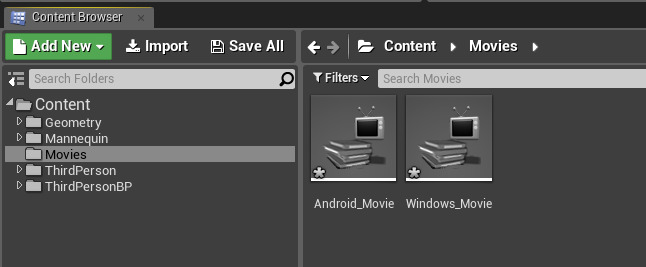 Content Browser
Add New Import Save All Content Movies
Search Folders Filters Search Movies
Content
Geometry
Mannequin
Movies
ThirdPerson
ThirdPersonBP
Android_Movie Windows_Movie